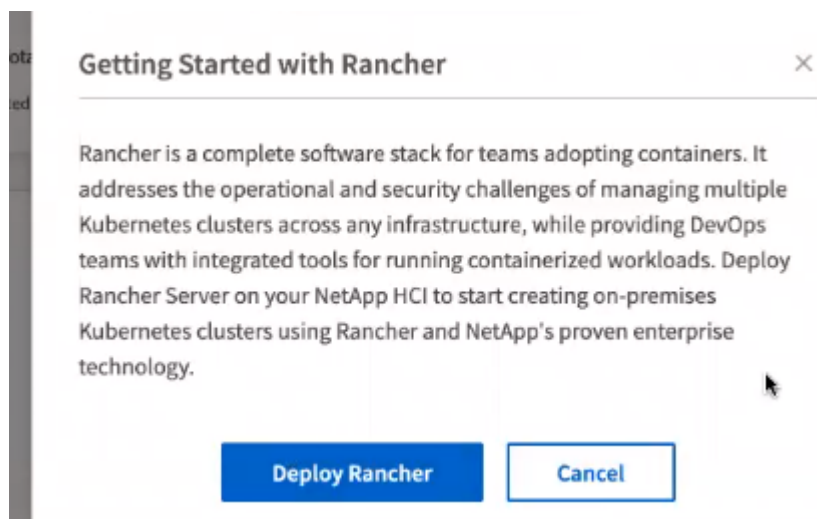 Getting Started with Rancher
Rancher is a complete software stack for teams adopting containers. It
addresses the operational and security challenges of managing multiple
Kubernetes clusters across any infrastructure, while providing DevOps
teams with integrated tools for running containerized workloads. Deploy
Rancher Server on your NetApp HCI to start creating on-premises
Kubernetes clusters using Rancher and NetApp's proven enterprise
technology.
Deploy Rancher Cancel